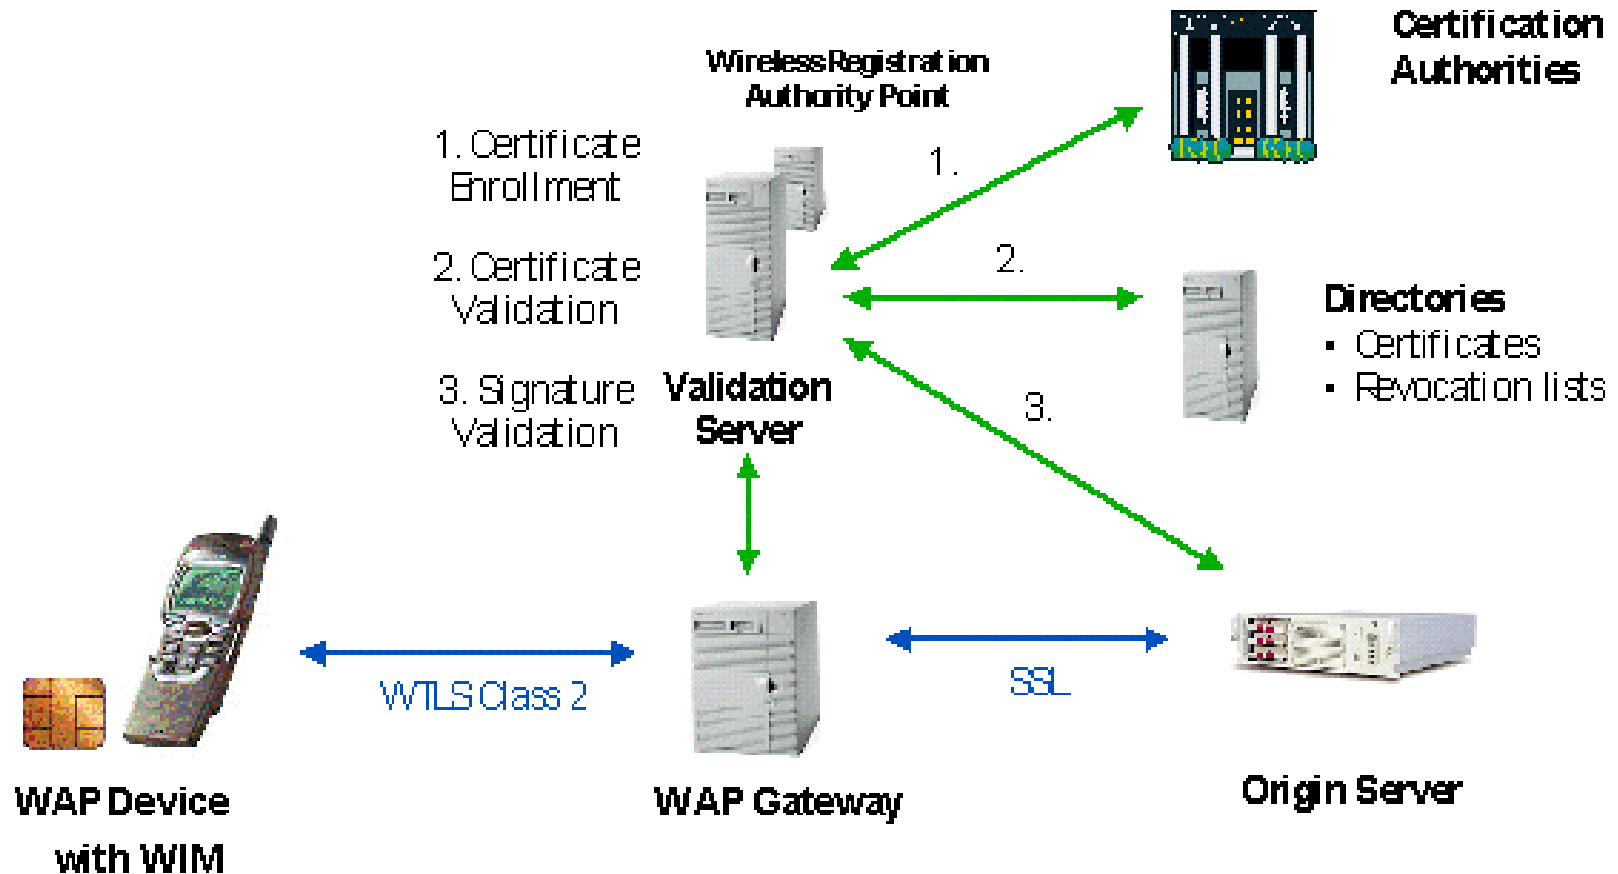 Certification
Authorities
Wireless Registration
Authority Point
1. Certificate
Enrollment
1.
2. Certificate
Validation
2.
Directories
▪ Certificates
▪ Revocation lists
3. Signature
Validation
Validation
Server
3.
WTLS Class 2
SSL
WAP Device
with WIM
WAP Gateway
Origin Server